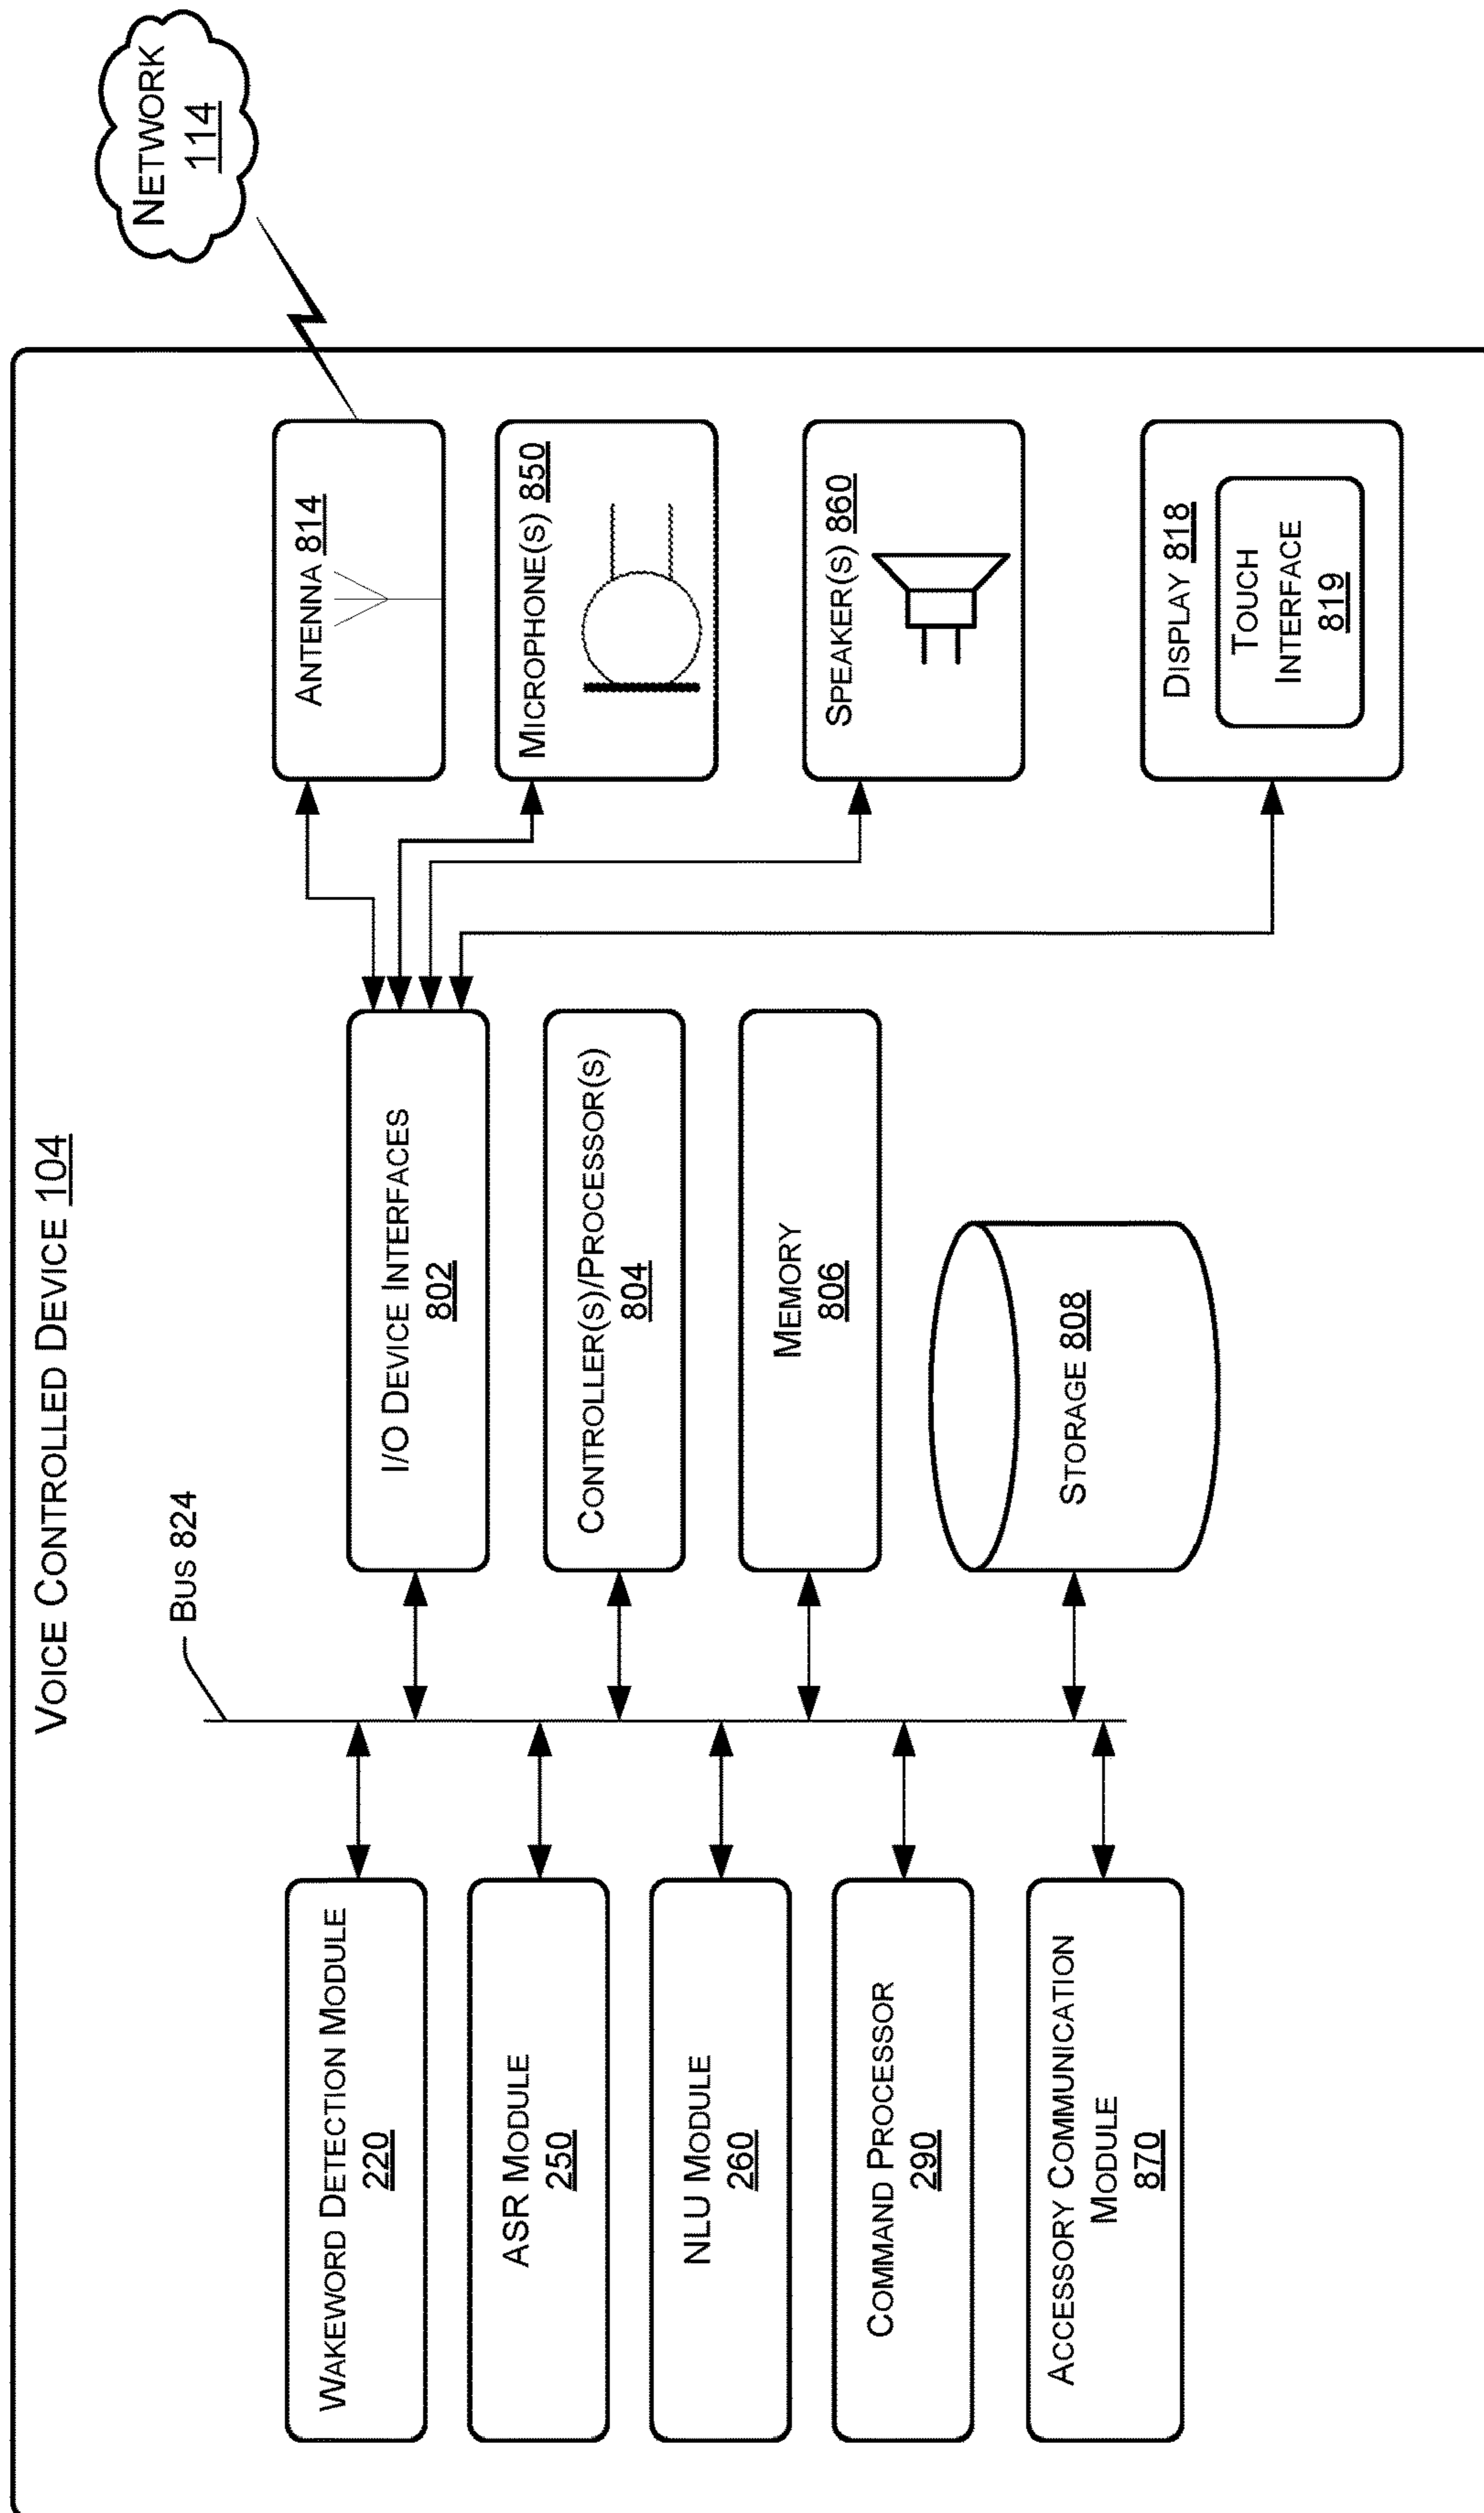 VOICE CONTROLLED DEVICE 104
BUS 824
WAKEWORD DETECTION MODULE
220
ASR MODULE
250
NLU MODULE
260
COMMAND PROCESSOR
290
ACCESSORY COMMUNICATION
MODULE
870
I/O DEVICE INTERFACES
802
CONTROLLER(S)/PROCESSOR(S)
804
MEMORY
806
STORAGE 808
ANTENNA 814
MICROPHONE(S) 850
SPEAKER(S) 860
DISPLAY 818
TOUCH
INTERFACE
819
NETWORK
114